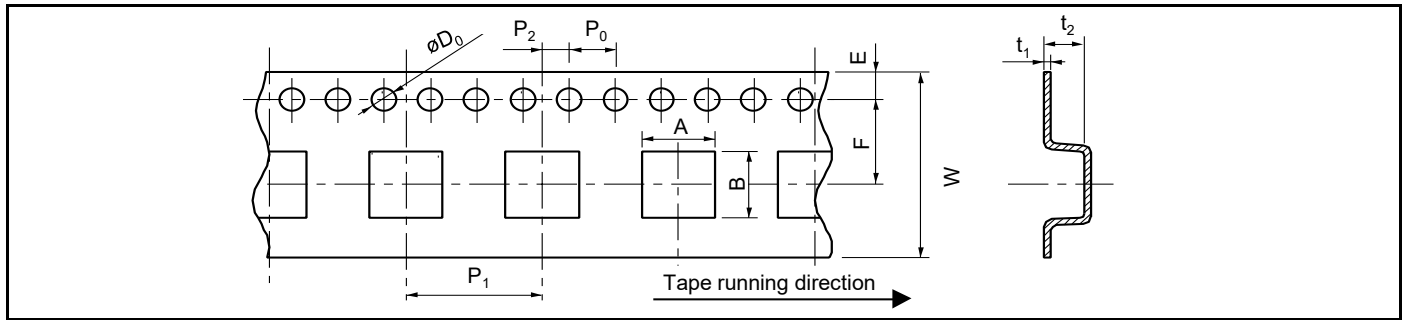 øD₀
P₂
P₀
E
t₁
t₂
A
F
B
W
P₁
Tape running direction